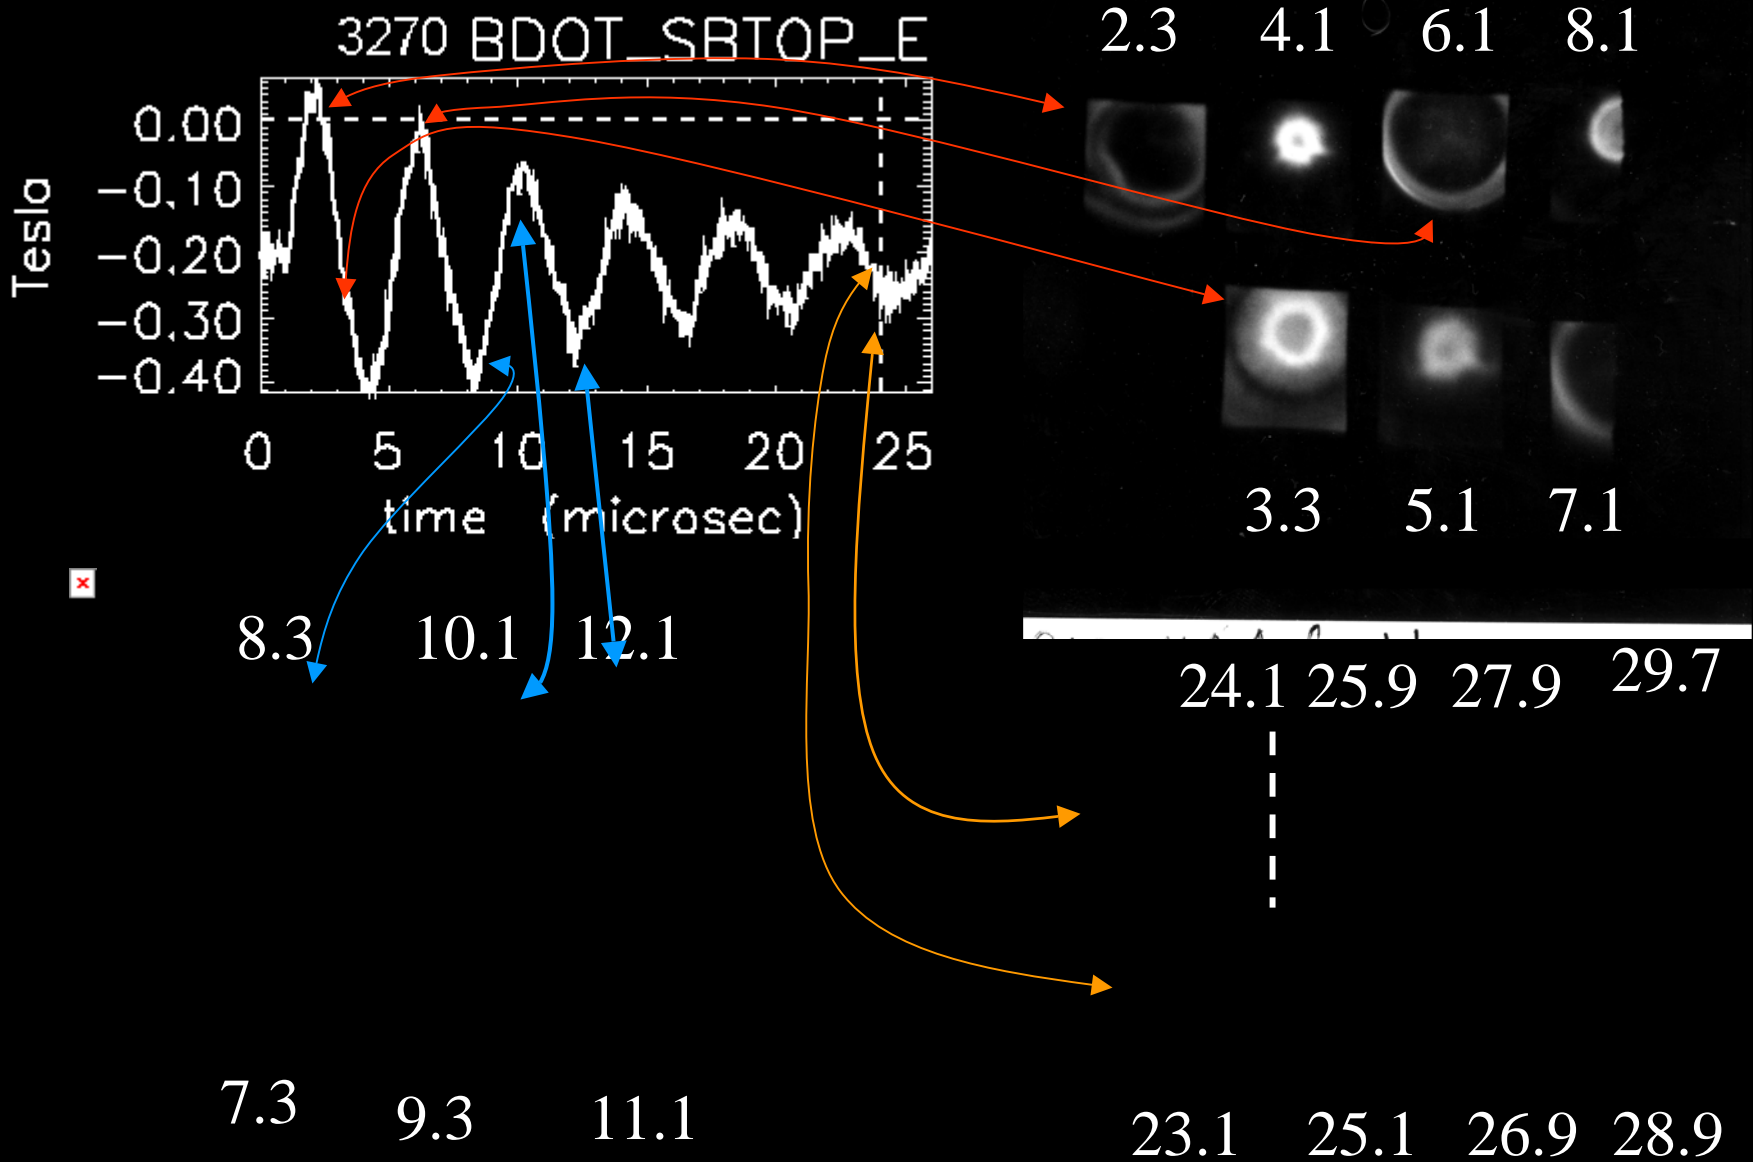 3270 BDOT_SBTOP_E
Tesla
0.00
-0.10
-0.20
-0.30
-0.40
0 5 10 15 20 25
time (microsec)
2.3 4.1 6.1 8.1
3.3 5.1 7.1
8.3 10.1 12.1
24.1 25.9 27.9 29.7
7.3 9.3 11.1
23.1 25.1 26.9 28.9